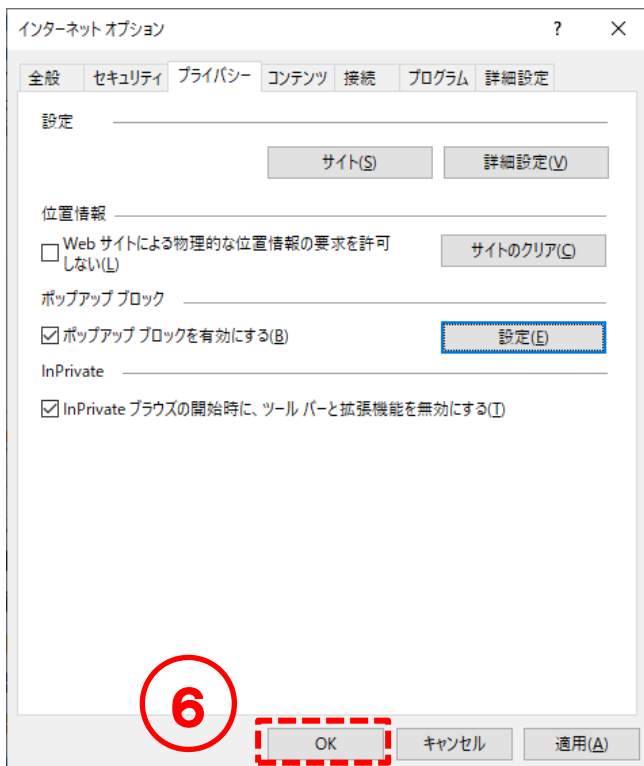 インターネット オプション ? ×
全般 セキュリティ プライバシー コンテンツ 接続 プログラム 詳細設定
設定
サイト(S) 詳細設定(V)
位置情報
Web サイトによる物理的な位置情報の要求を許可
しない(L)
サイトのクリア(C)
ポップアップ ブロック
ポップアップ ブロックを有効にする(B) 設定(E)
InPrivate
InPrivate ブラウズの開始時に、ツール バーと拡張機能を無効にする(T)
6
OK キャンセル 適用(A)